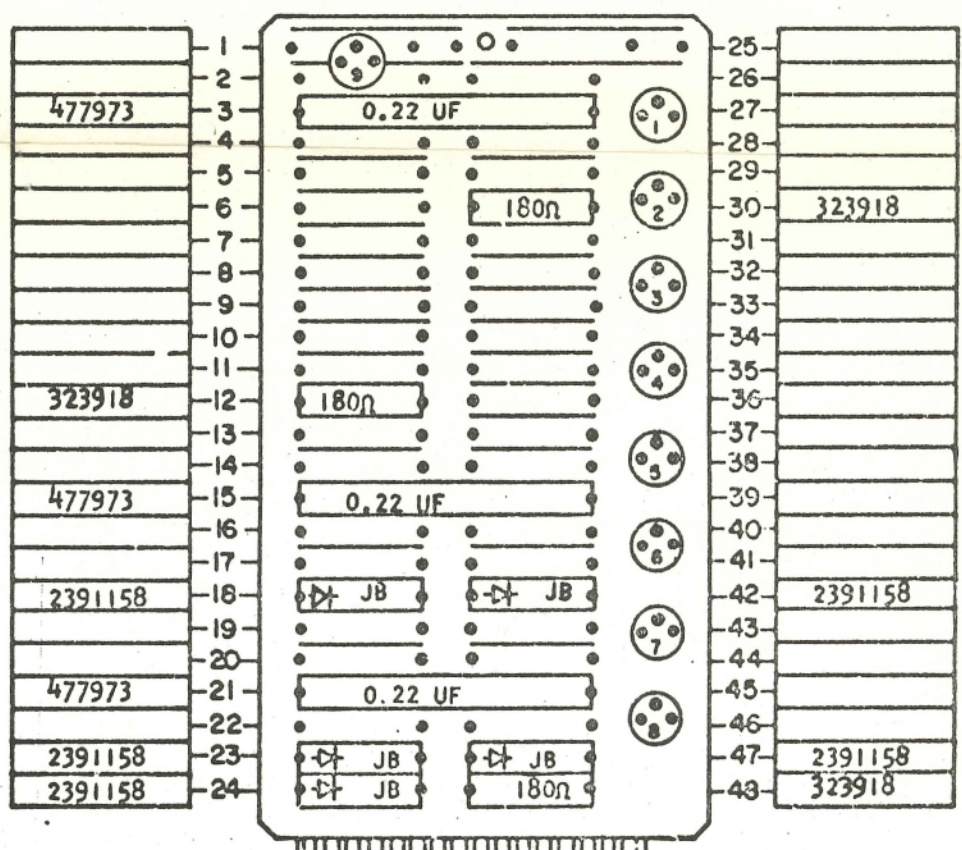 1 25
2 26
477973 3 0.22 UF 1 27
4 28
5 29
6 180Ω 2 30 323918
7 31
8 32
9 3 33
10 34
11 4 35
323918 12 180Ω 36
13 37
14 5 38
477973 15 0.22 UF 39
16 40
17 6 41
2391158 18 JB JB 42 2391158
19 7 43
20 44
477973 21 0.22 UF 45
22 8 46
2391158 23 JB JB 47 2391158
2391158 24 JB 180Ω 48 323918